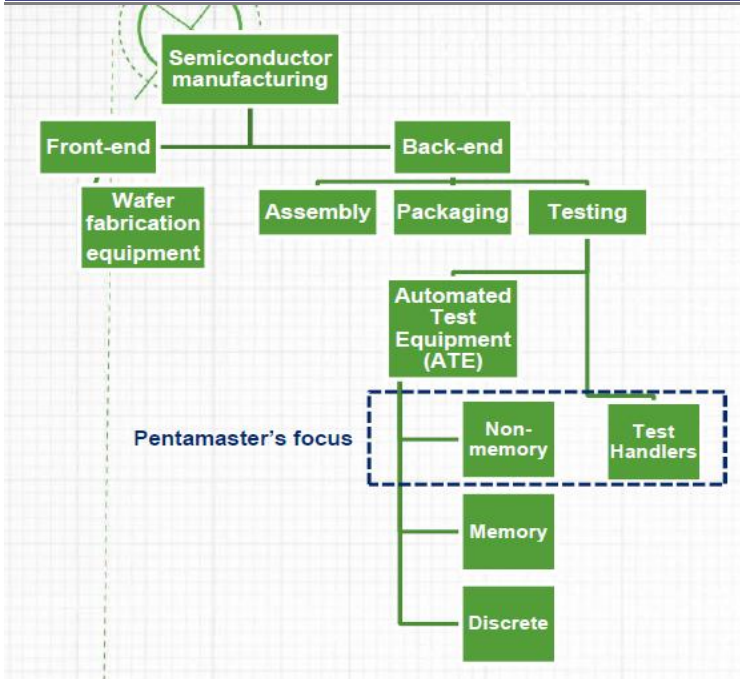 Semiconductor
manufacturing
Front-end
Back-end
Wafer
fabrication
equipment
Assembly
Packaging
Testing
Automated
Test
Equipment
(ATE)
Pentamaster's focus
Non-
memory
Test
Handlers
Memory
Discrete